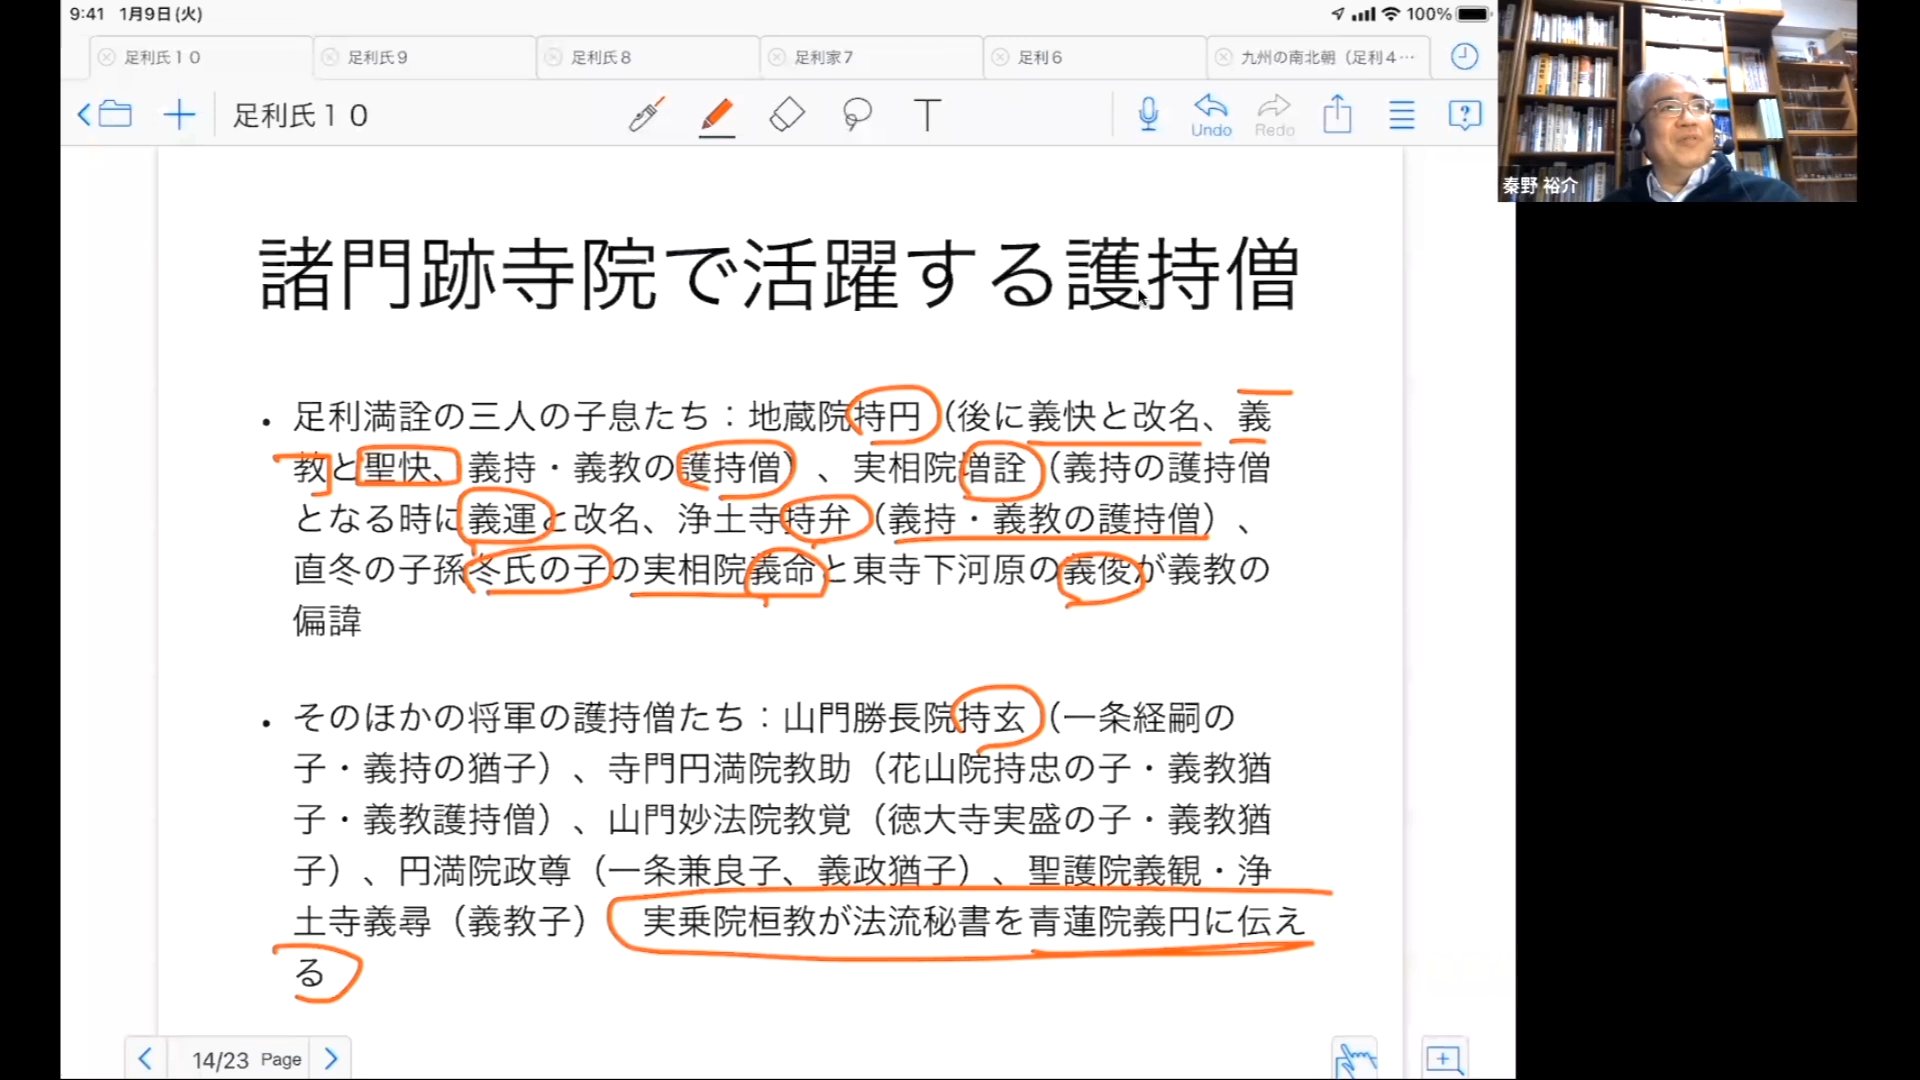 9:41 1月9日(火)
100%
足利氏１０
足利氏９
足利氏８
足利家７
足利６
九州の南北朝（足利４…
足利氏１０
T
Undo
Redo
秦野 裕介
諸門跡寺院で活躍する護持僧
• 足利満詮の三人の子息たち：地蔵院持円（後に義快と改名、義
教と聖快、義持・義教の護持僧）、実相院増詮（義持の護持僧
となる時に義運と改名、浄土寺持弁（義持・義教の護持僧）、
直冬の子孫冬氏の子の実相院義命と東寺下河原の義俊が義教の
偏諱
• そのほかの将軍の護持僧たち：山門勝長院持玄（一条経嗣の
子・義持の猶子）、寺門円満院教助（花山院持忠の子・義教猶
子・義教護持僧）、山門妙法院教覚（徳大寺実盛の子・義教猶
子）、円満院政尊（一条兼良子、義政猶子）、聖護院義観・浄
土寺義尋（義教子）　実乗院桓教が法流秘書を青蓮院義円に伝え
る
14/23 Page